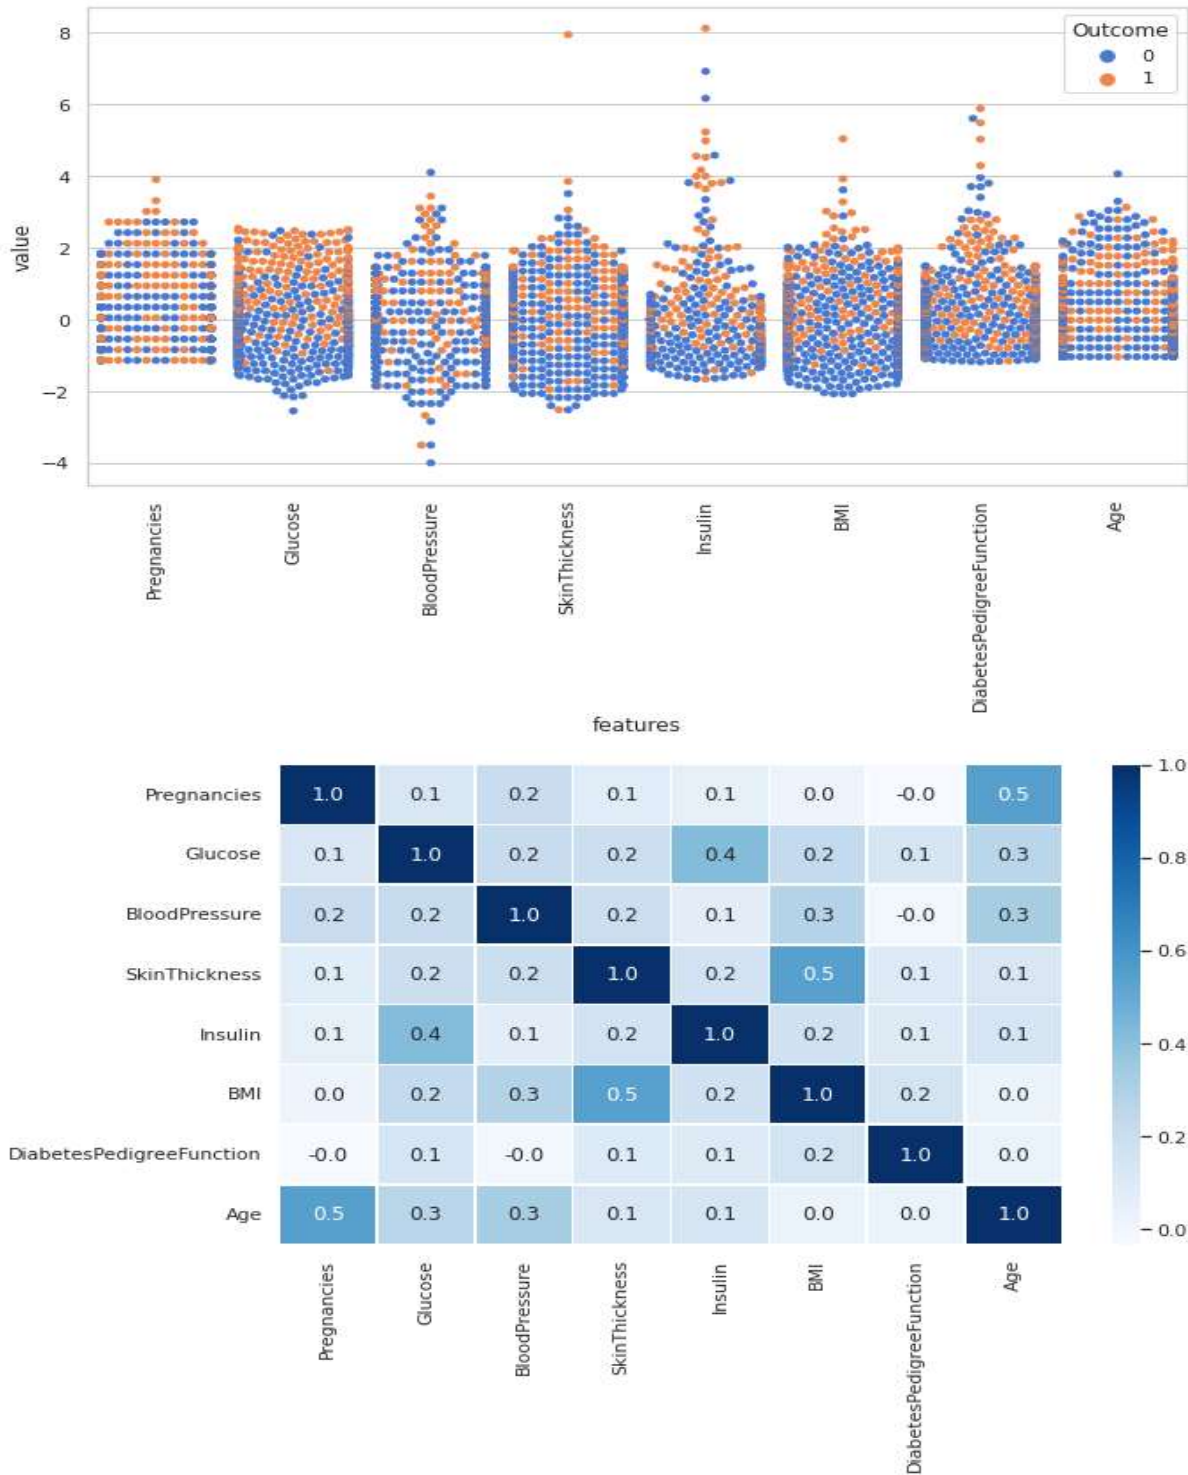 8
6
4
2
0
−2
−4
value
Outcome
0
1
Pregnancies
Glucose
BloodPressure
SkinThickness
Insulin
BMI
DiabetesPedigreeFunction
Age
features
Pregnancies 1.0 0.1 0.2 0.1 0.1 0.0 -0.0 0.5
Glucose 0.1 1.0 0.2 0.2 0.4 0.2 0.1 0.3
BloodPressure 0.2 0.2 1.0 0.2 0.1 0.3 -0.0 0.3
SkinThickness 0.1 0.2 0.2 1.0 0.2 0.5 0.1 0.1
Insulin 0.1 0.4 0.1 0.2 1.0 0.2 0.1 0.1
BMI 0.0 0.2 0.3 0.5 0.2 1.0 0.2 0.0
DiabetesPedigreeFunction -0.0 0.1 -0.0 0.1 0.1 0.2 1.0 0.0
Age 0.5 0.3 0.3 0.1 0.1 0.0 0.0 1.0
Pregnancies
Glucose
BloodPressure
SkinThickness
Insulin
BMI
DiabetesPedigreeFunction
Age
1.0
0.8
0.6
0.4
0.2
0.0